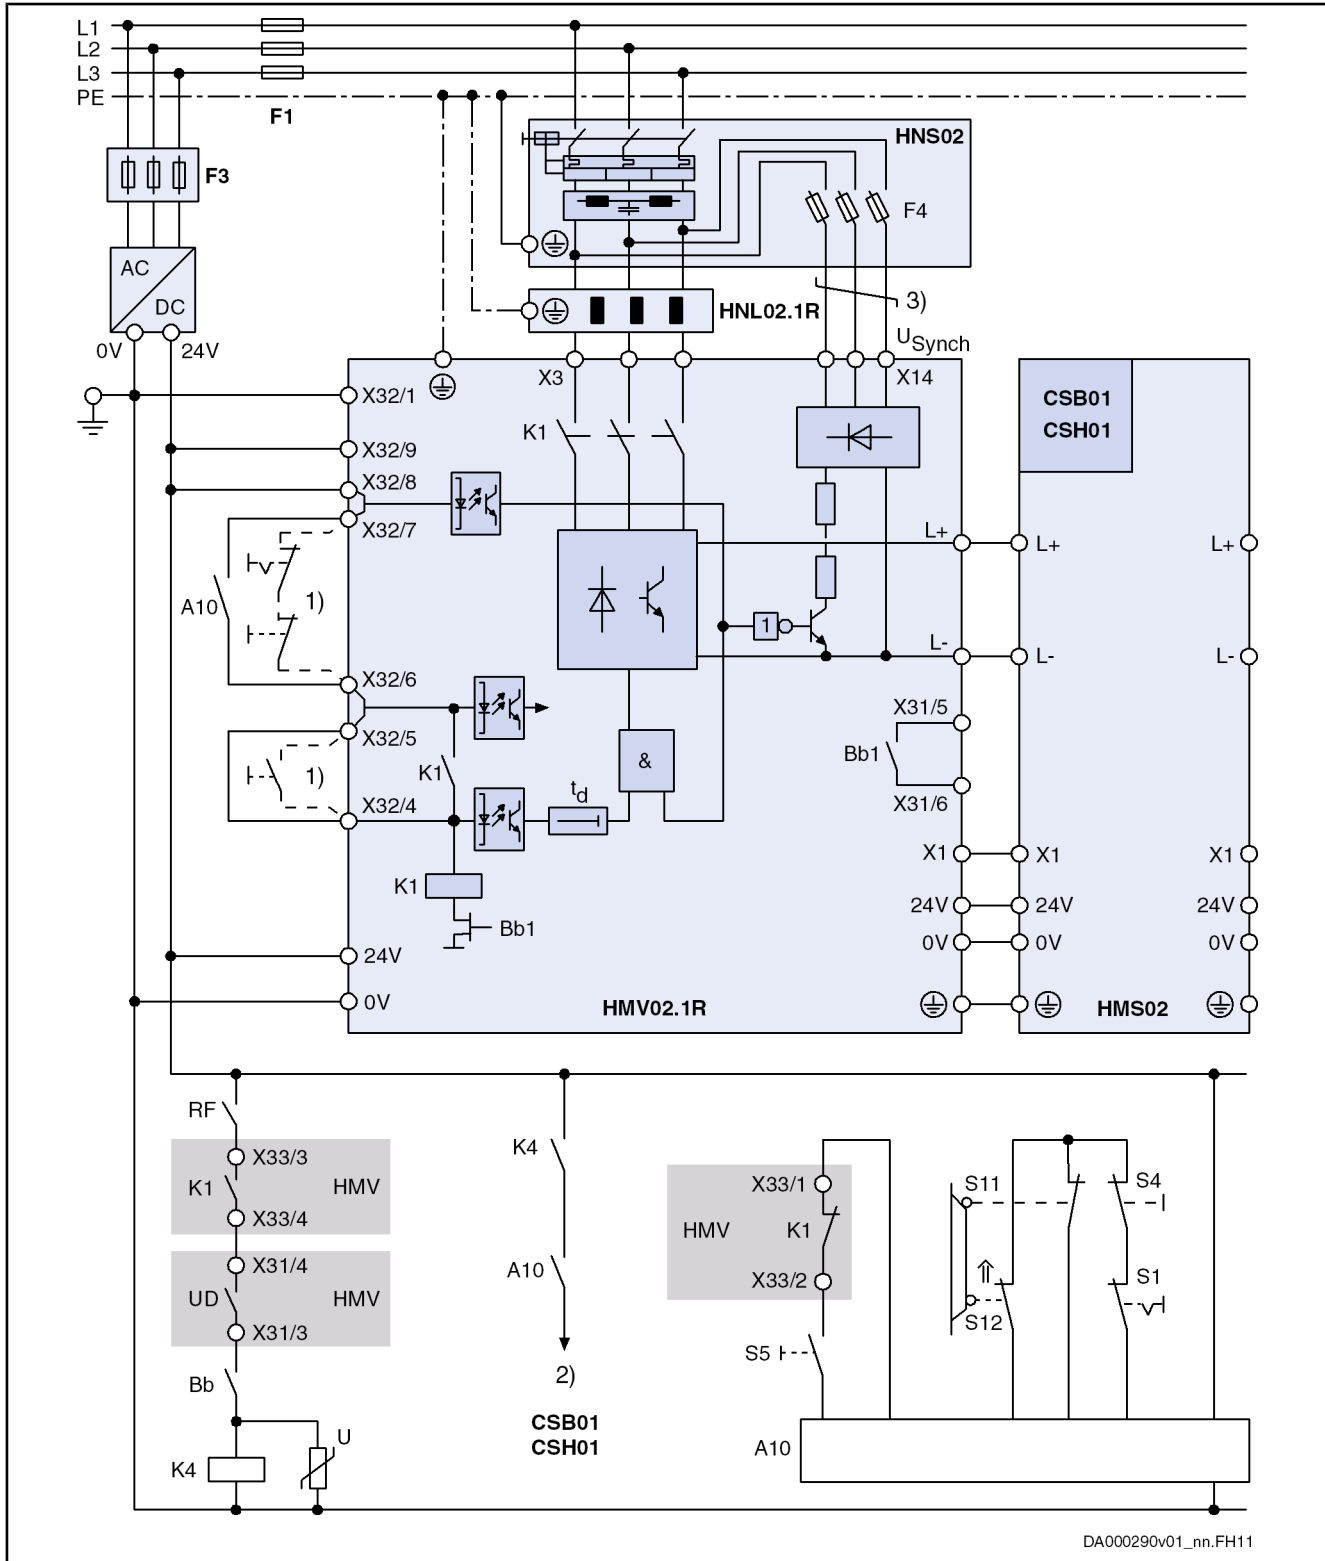 L1
L2
L3
PE
F1
HNS02
F3
F4
AC
DC
HNL02.1R
3)
0V
24V
USynch
X3
X14
X32/1
CSB01
CSH01
K1
X32/9
X32/8
X32/7
L+
L+
L+
A10
1)
1
L-
L-
L-
X32/6
X31/5
X32/5
Bb1
K1
&
1)
td
X32/4
X31/6
X1
X1
X1
K1
24V
24V
24V
Bb1
0V
0V
0V
24V
0V
HMV02.1R
HMS02
RF
X33/3
K1
HMV
X33/4
X31/4
UD
HMV
X31/3
Bb
U
K4
K4
A10
2)
CSB01
CSH01
X33/1
HMV
K1
X33/2
S5
S11
S4
S12
S1
A10
DA000290v01_nn.FH11